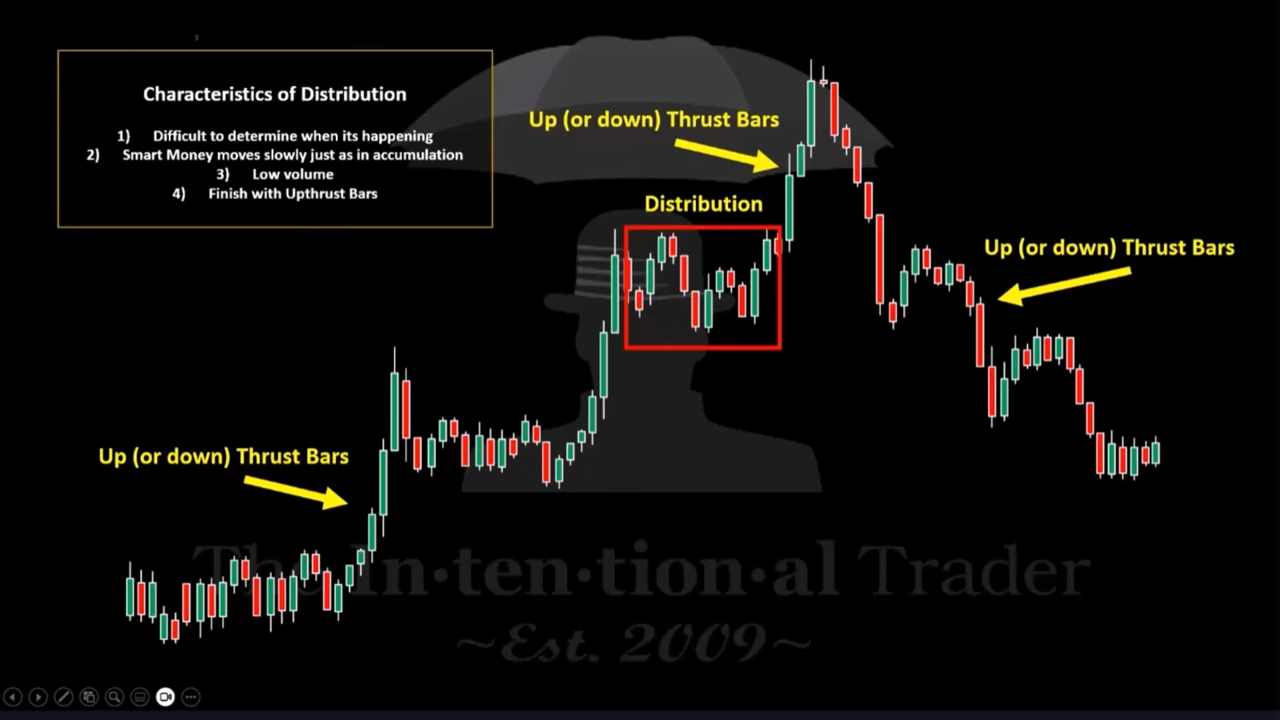 Characteristics of Distribution
1) Difficult to determine when its happening
2) Smart Money moves slowly just as in accumulation
3) Low volume
4) Finish with Upthrust Bars
Up (or down) Thrust Bars
Distribution
Up (or down) Thrust Bars
Up (or down) Thrust Bars
The In·ten·tion·al Trader
~Est. 2009~